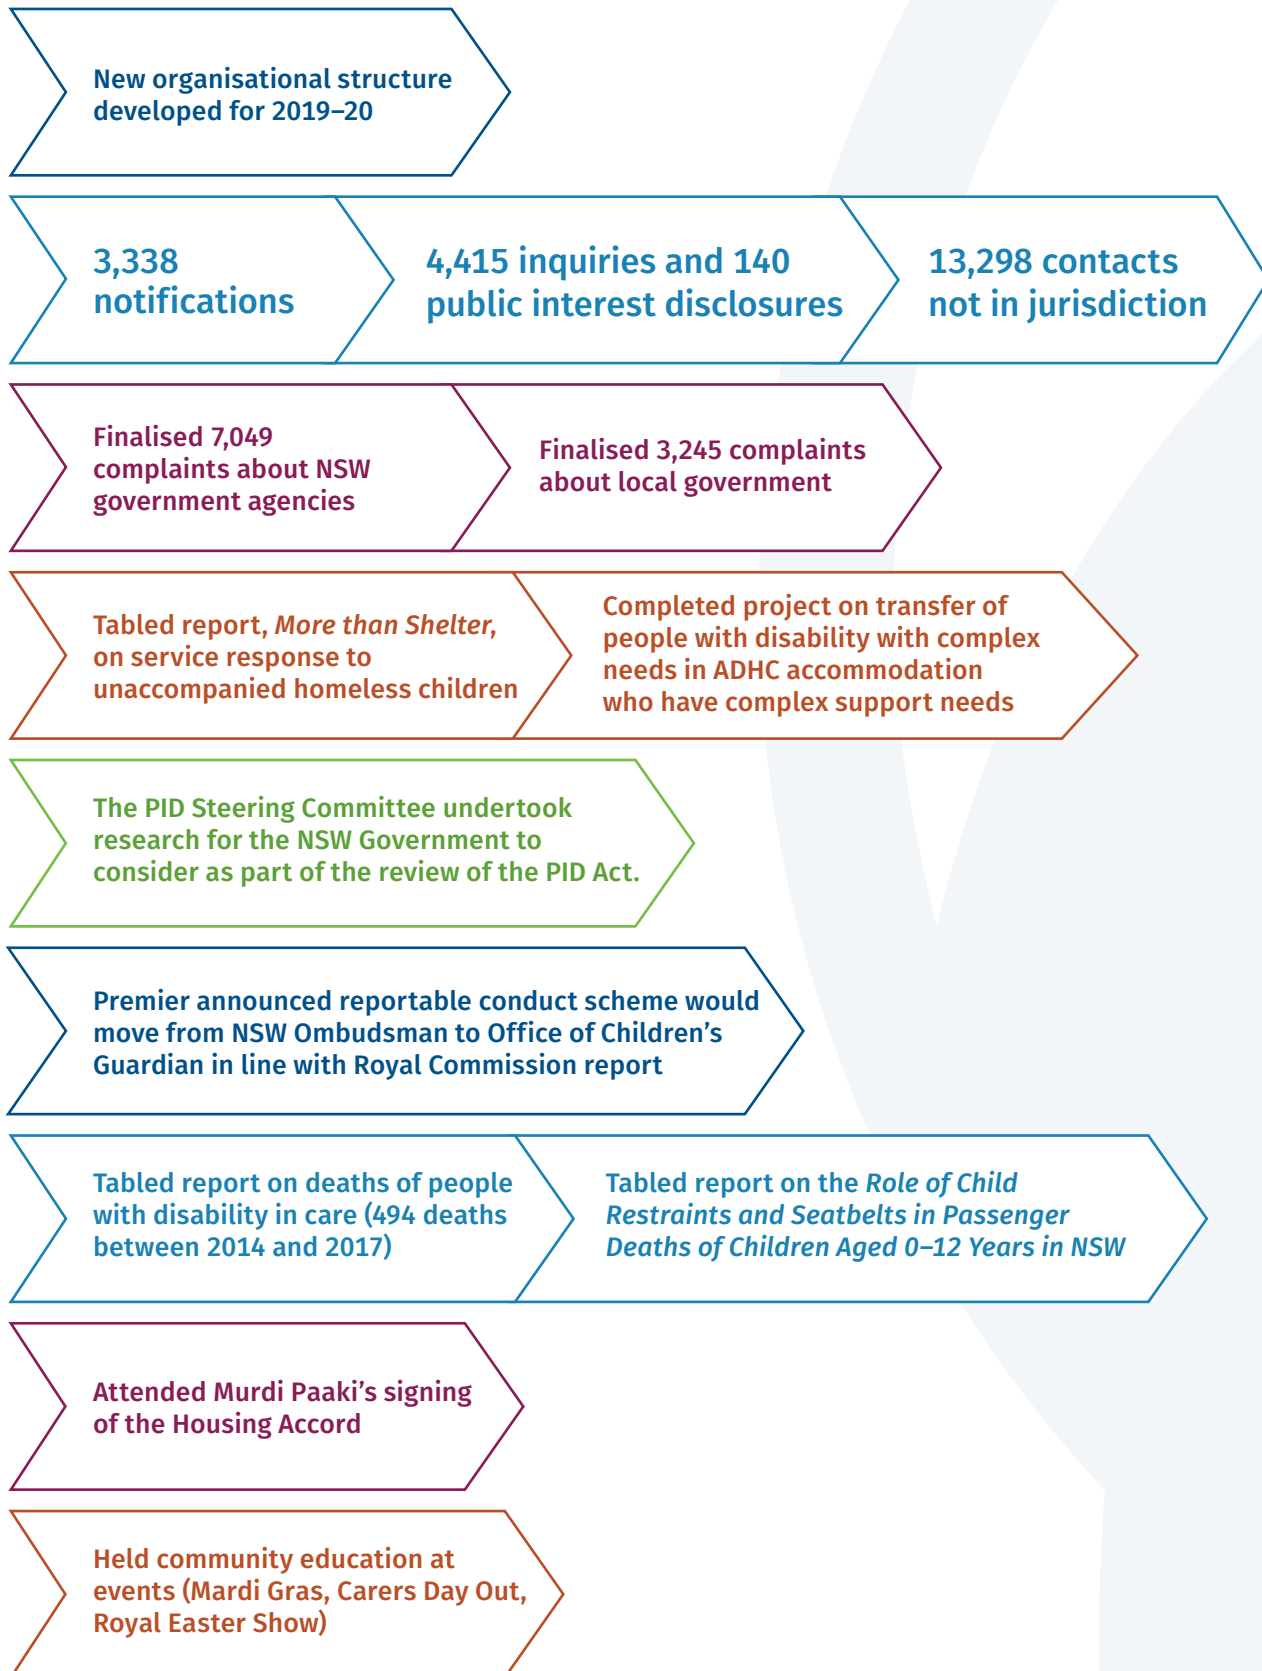 New organisational structure
developed for 2019–20
3,338
notifications
4,415 inquiries and 140
public interest disclosures
13,298 contacts
not in jurisdiction
Finalised 7,049
complaints about NSW
government agencies
Finalised 3,245 complaints
about local government
Tabled report, More than Shelter,
on service response to
unaccompanied homeless children
Completed project on transfer of
people with disability with complex
needs in ADHC accommodation
who have complex support needs
The PID Steering Committee undertook
research for the NSW Government to
consider as part of the review of the PID Act.
Premier announced reportable conduct scheme would
move from NSW Ombudsman to Office of Children’s
Guardian in line with Royal Commission report
Tabled report on deaths of people
with disability in care (494 deaths
between 2014 and 2017)
Tabled report on the Role of Child
Restraints and Seatbelts in Passenger
Deaths of Children Aged 0–12 Years in NSW
Attended Murdi Paaki’s signing
of the Housing Accord
Held community education at
events (Mardi Gras, Carers Day Out,
Royal Easter Show)